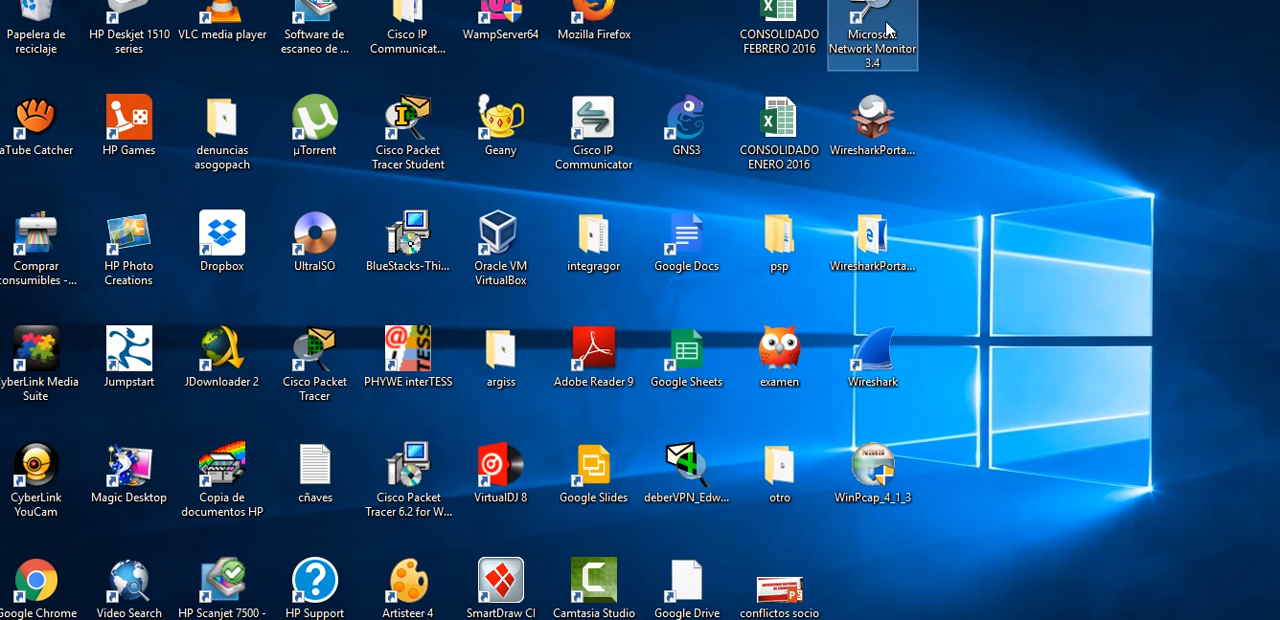 Papelera de
reciclaje
HP Deskjet 1510
series
VLC media player
Software de
escaneo de ...
Cisco IP
Communicat...
WampServer64
Mozilla Firefox
CONSOLIDADO
FEBRERO 2016
Microsoft
Network Monitor
3.4
aTube Catcher
HP Games
denuncias
asogopach
µTorrent
Cisco Packet
Tracer Student
Geany
Cisco IP
Communicator
GNS3
CONSOLIDADO
ENERO 2016
WiresharkPorta...
Comprar
consumibles -...
HP Photo
Creations
Dropbox
UltraISO
BlueStacks-Thi...
Oracle VM
VirtualBox
integrador
Google Docs
psp
WiresharkPorta...
CyberLink Media
Suite
Jumpstart
JDownloader 2
Cisco Packet
Tracer
PHYWE interTESS
argiss
Adobe Reader 9
Google Sheets
examen
Wireshark
CyberLink
YouCam
Magic Desktop
Copia de
documentos HP
cñaves
Cisco Packet
Tracer 6.2 for W...
VirtualDJ 8
Google Slides
deberVPN_Edw...
otro
WinPcap_4_1_3
Google Chrome
Video Search
HP Scanjet 7500 -
HP Support
Artisteer 4
SmartDraw CI
Camtasia Studio
Google Drive
conflictos socio